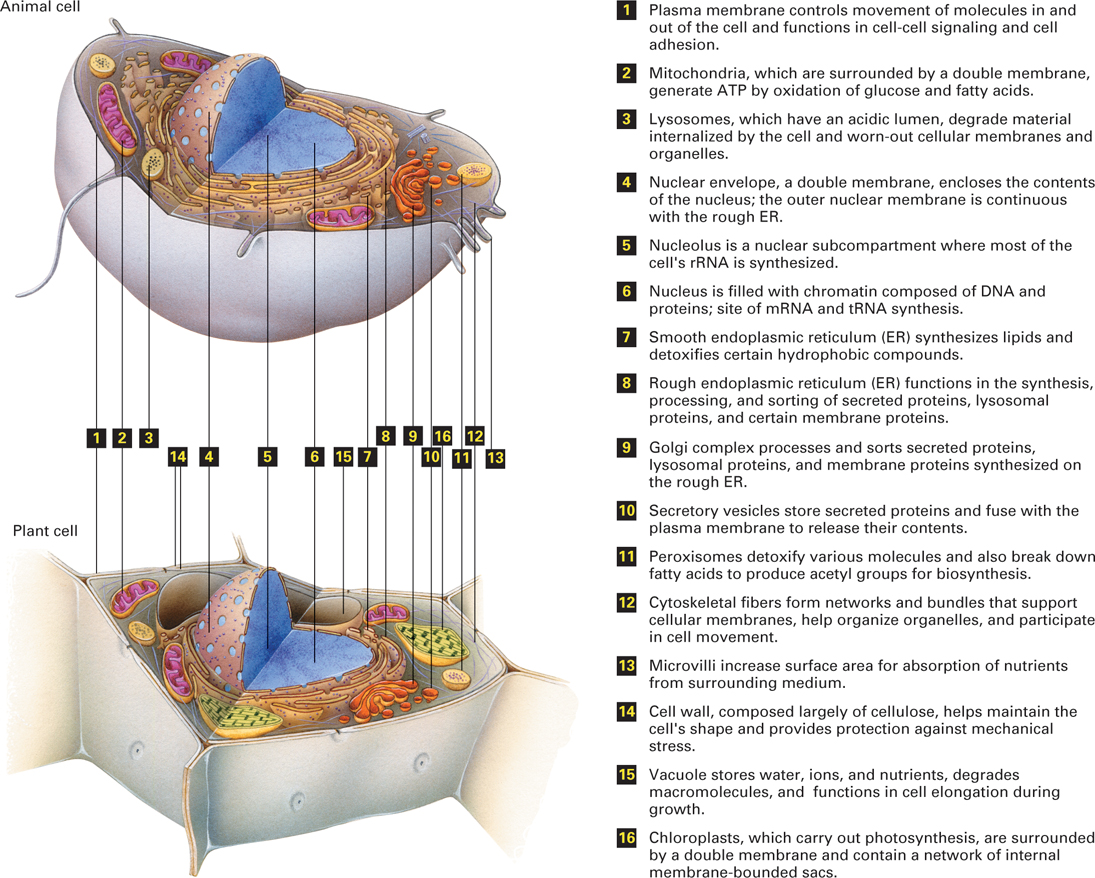 Animal cell
1 2 3 14 4 5 6 15 7 8 9 10 16 11 12 13
Plant cell
1 Plasma membrane controls movement of molecules in and
out of the cell and functions in cell-cell signaling and cell
adhesion.
2 Mitochondria, which are surrounded by a double membrane,
generate ATP by oxidation of glucose and fatty acids.
3 Lysosomes, which have an acidic lumen, degrade material
internalized by the cell and worn-out cellular membranes and
organelles.
4 Nuclear envelope, a double membrane, encloses the contents
of the nucleus; the outer nuclear membrane is continuous
with the rough ER.
5 Nucleolus is a nuclear subcompartment where most of the
cell's rRNA is synthesized.
6 Nucleus is filled with chromatin composed of DNA and
proteins; site of mRNA and tRNA synthesis.
7 Smooth endoplasmic reticulum (ER) synthesizes lipids and
detoxifies certain hydrophobic compounds.
8 Rough endoplasmic reticulum (ER) functions in the synthesis,
processing, and sorting of secreted proteins, lysosomal
proteins, and certain membrane proteins.
9 Golgi complex processes and sorts secreted proteins,
lysosomal proteins, and membrane proteins synthesized on
the rough ER.
10 Secretory vesicles store secreted proteins and fuse with the
plasma membrane to release their contents.
11 Peroxisomes detoxify various molecules and also break down
fatty acids to produce acetyl groups for biosynthesis.
12 Cytoskeletal fibers form networks and bundles that support
cellular membranes, help organize organelles, and participate
in cell movement.
13 Microvilli increase surface area for absorption of nutrients
from surrounding medium.
14 Cell wall, composed largely of cellulose, helps maintain the
cell's shape and provides protection against mechanical
stress.
15 Vacuole stores water, ions, and nutrients, degrades
macromolecules, and functions in cell elongation during
growth.
16 Chloroplasts, which carry out photosynthesis, are surrounded
by a double membrane and contain a network of internal
membrane-bounded sacs.